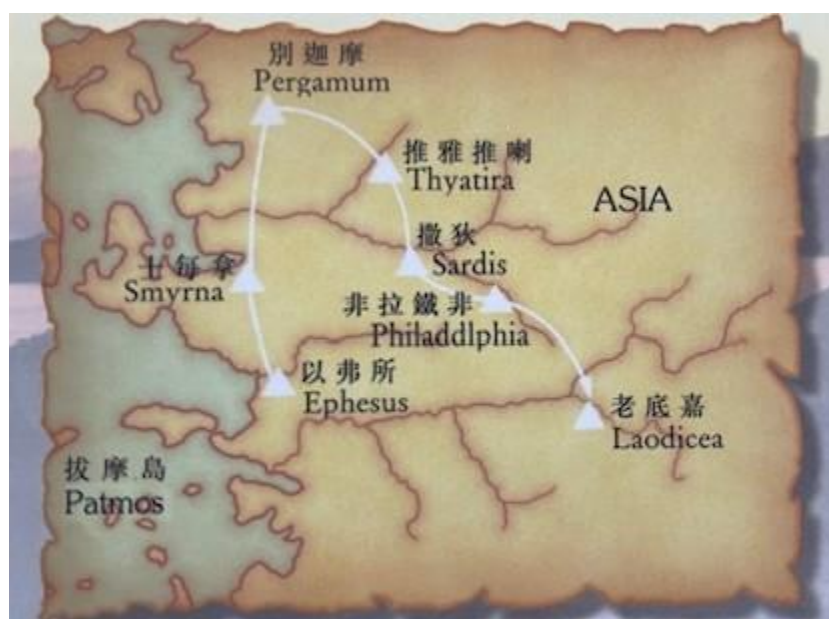 別迦摩
Pergamum
推雅推喇
Thyatira
ASIA
撒狄
Sardis
士每拿
Smyrna
非拉鐵非
Philaddlphia
以弗所
Ephesus
老底嘉
Laodicea
拔摩島
Patmos